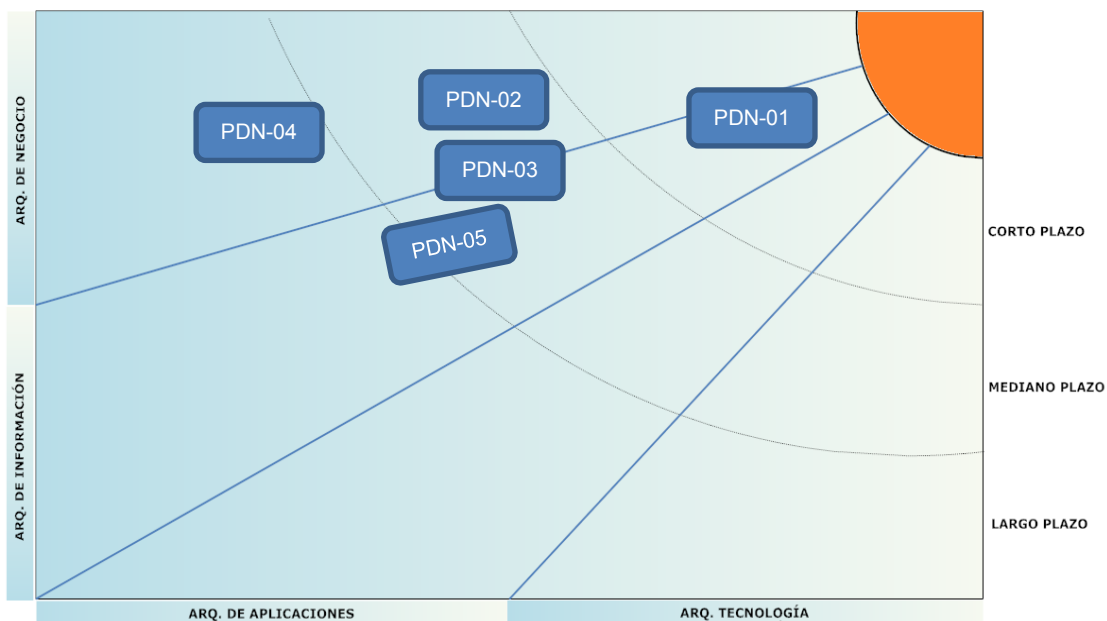 ARQ. DE NEGOCIO
ARQ. DE INFORMACIÓN
PDN-04
PDN-02
PDN-01
PDN-03
PDN-05
CORTO PLAZO
MEDIANO PLAZO
LARGO PLAZO
ARQ. DE APLICACIONES
ARQ. TECNOLOGÍA